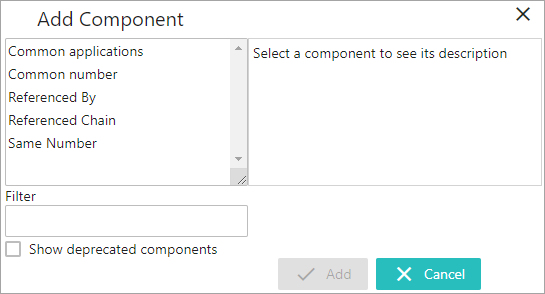 Add Component
Common applications
Common number
Referenced By
Referenced Chain
Same Number
Select a component to see its description
Filter
Show deprecated components
Add
Cancel